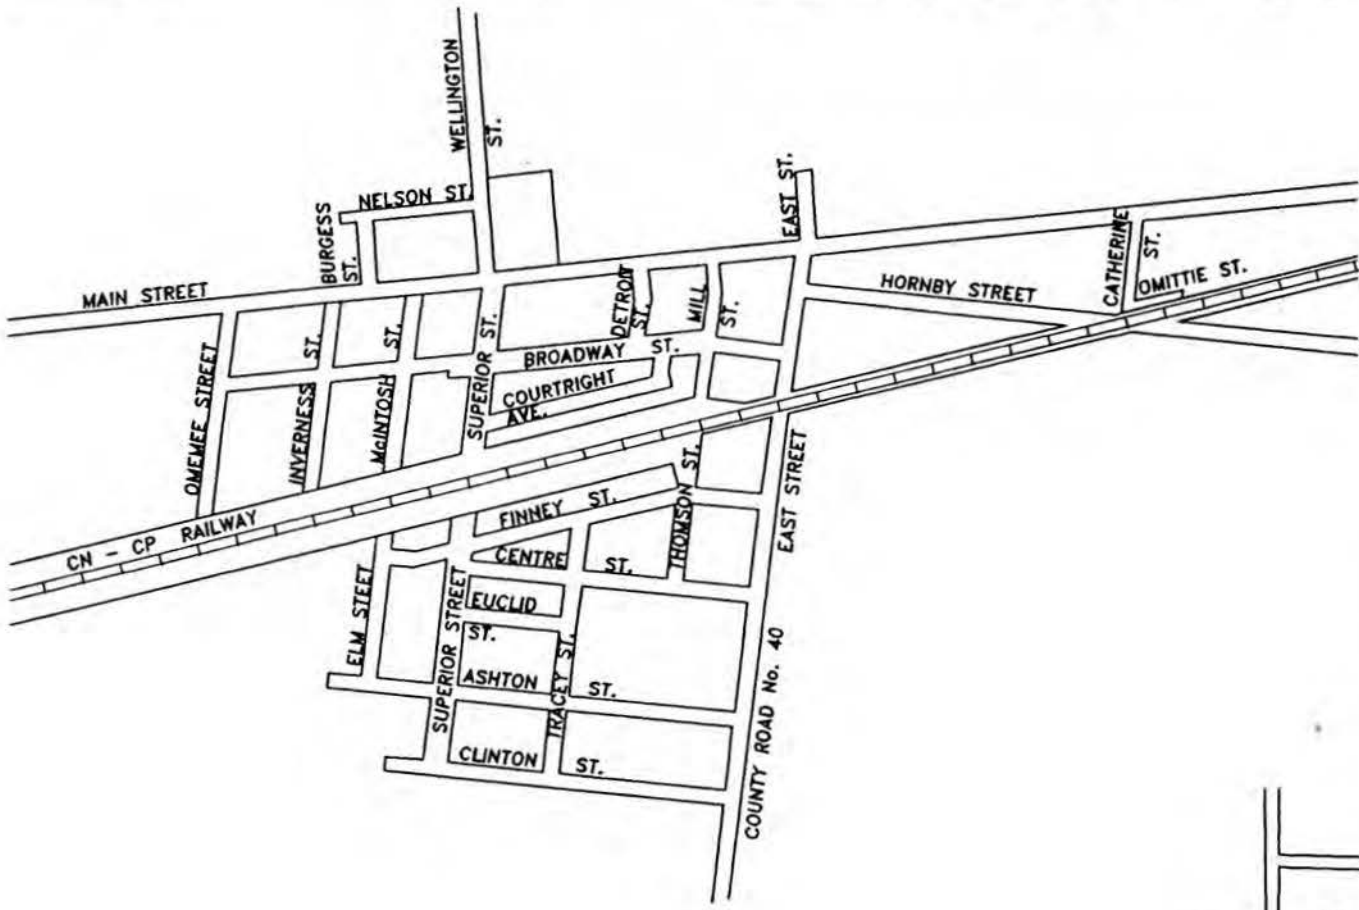 WELLINGTON
ST.
NELSON ST.
BURGESS
ST.
EAST ST.
CATHERINE
ST.
OMITTIE ST.
MAIN STREET
HORNBY STREET
DETROIT
ST.
MILL
ST.
OMEMEE STREET
INVERNESS
ST.
McINTOSH
ST.
SUPERIOR ST.
BROADWAY ST.
COURTRIGHT
AVE.
CN - CP RAILWAY
FINNEY ST.
THOMSON
ST.
EAST STREET
CENTRE ST.
ELM STEET
SUPERIOR STREET
EUCLID
ST.
TRACEY ST.
ASHTON ST.
CLINTON ST.
COUNTY ROAD No. 40